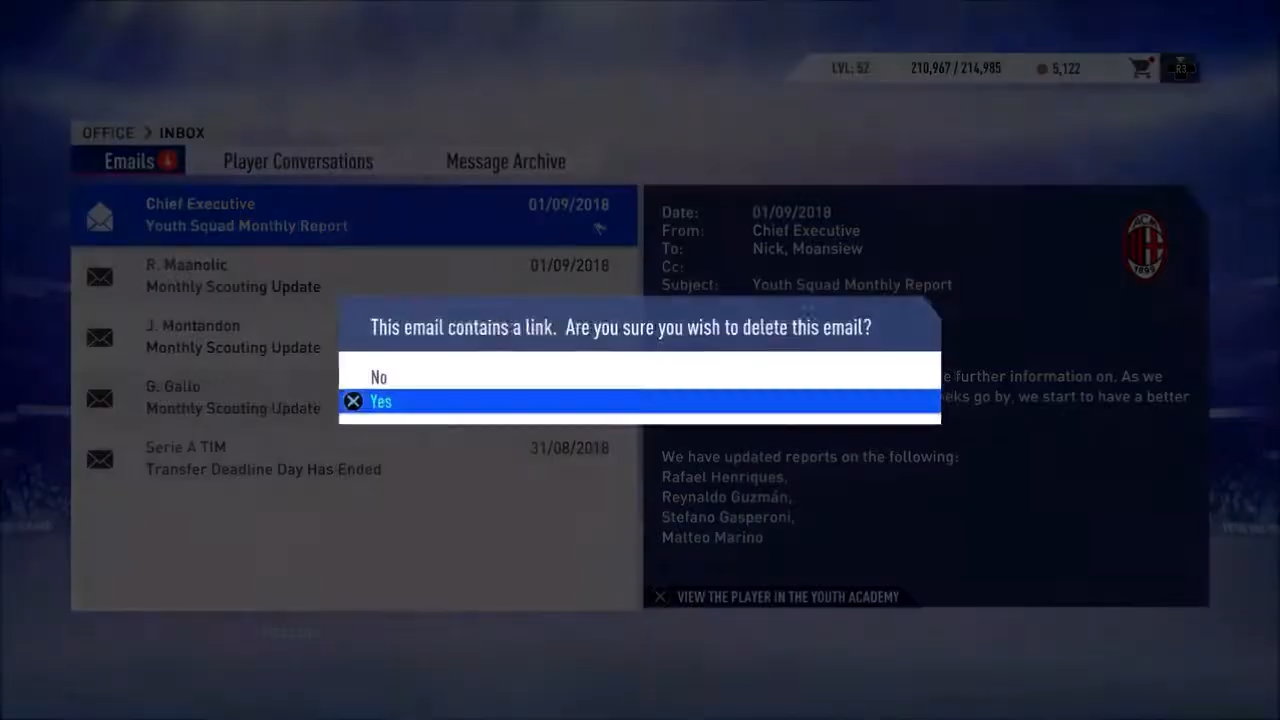 LVL: 52 210,967 / 214,985 5,122 R3
OFFICE > INBOX
Emails Player Conversations Message Archive
Chief Executive 01/09/2018
Youth Squad Monthly Report
R. Maanolic 01/09/2018
Monthly Scouting Update
J. Montandon
Monthly Scouting Update
G. Gallo
Monthly Scouting Update
Serie A TIM 31/08/2018
Transfer Deadline Day Has Ended
Date: 01/09/2018
From: Chief Executive
To: Nick, Moansiew
Cc:
Subject: Youth Squad Monthly Report
ACM
1899
This email contains a link. Are you sure you wish to delete this email?
No
Yes
further information on. As we
go by, we start to have a better
We have updated reports on the following:
Rafael Henriques,
Reynaldo Guzmán,
Stefano Gasperoni,
Matteo Marino
VIEW THE PLAYER IN THE YOUTH ACADEMY